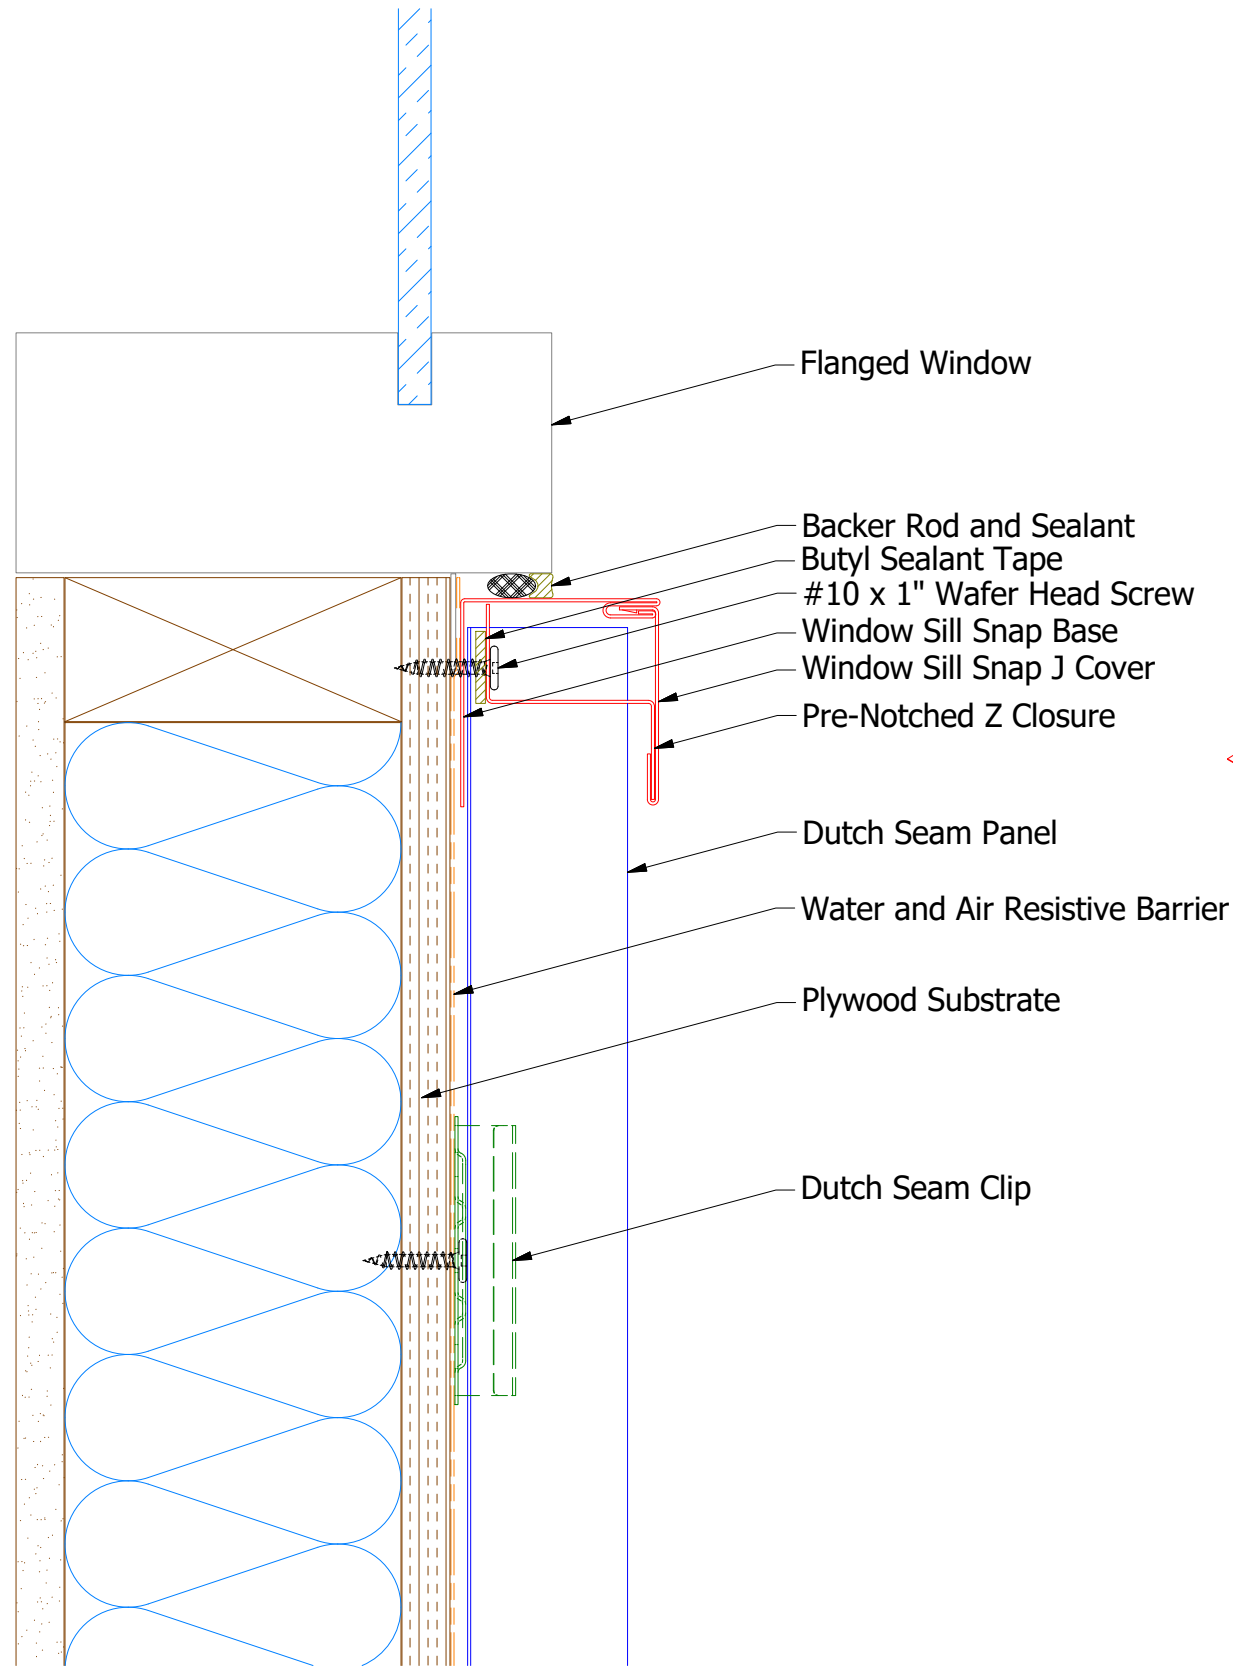 Flanged Window
Backer Rod and Sealant
Butyl Sealant Tape
#10 x 1" Wafer Head Screw
Window Sill Snap Base
Window Sill Snap J Cover
Pre-Notched Z Closure
Dutch Seam Panel
Water and Air Resistive Barrier
Plywood Substrate
Dutch Seam Clip